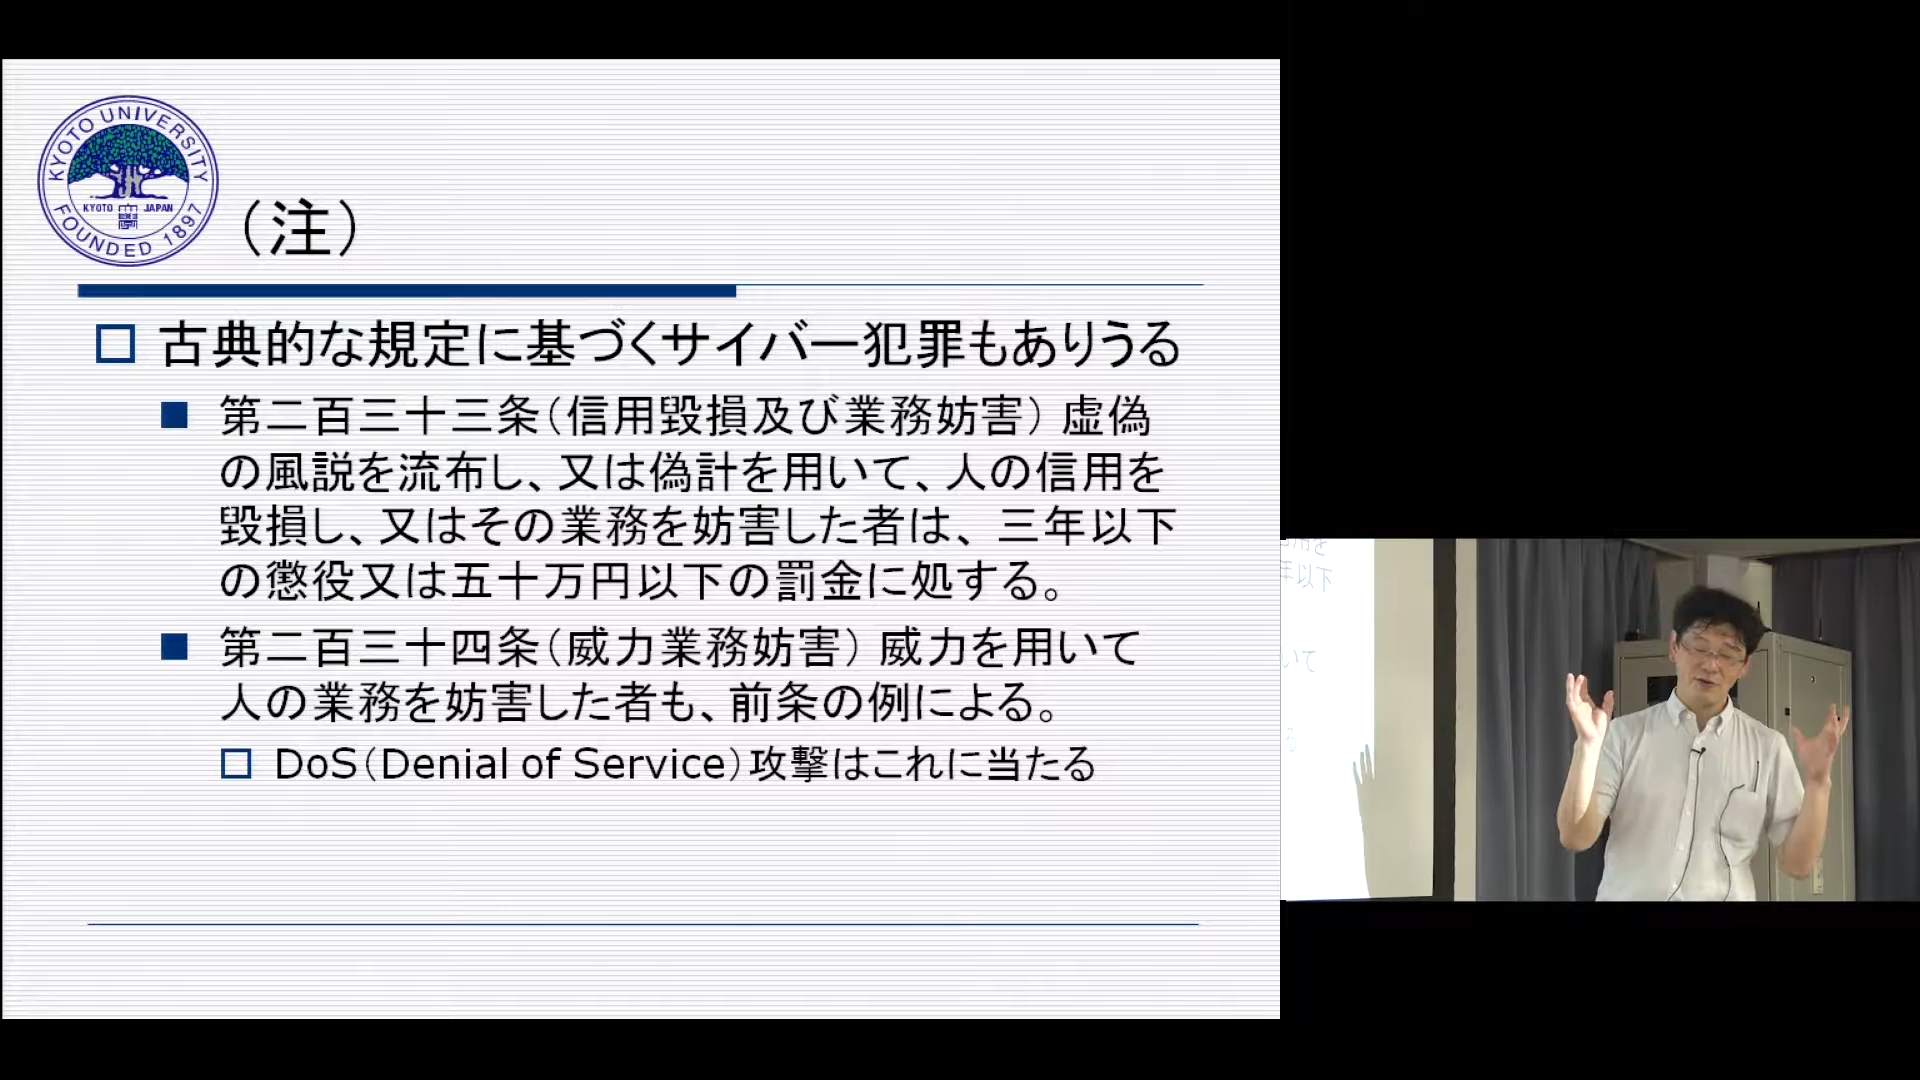 KYOTO UNIVERSITY
KYOTO JAPAN
FOUNDED 1897
（注）
古典的な規定に基づくサイバー犯罪もありうる
第二百三十三条（信用毀損及び業務妨害） 虚偽
の風説を流布し、又は偽計を用いて、人の信用を
毀損し、又はその業務を妨害した者は、三年以下
の懲役又は五十万円以下の罰金に処する。
第二百三十四条（威力業務妨害） 威力を用いて
人の業務を妨害した者も、前条の例による。
DoS（Denial of Service）攻撃はこれに当たる
年以下
いて
る